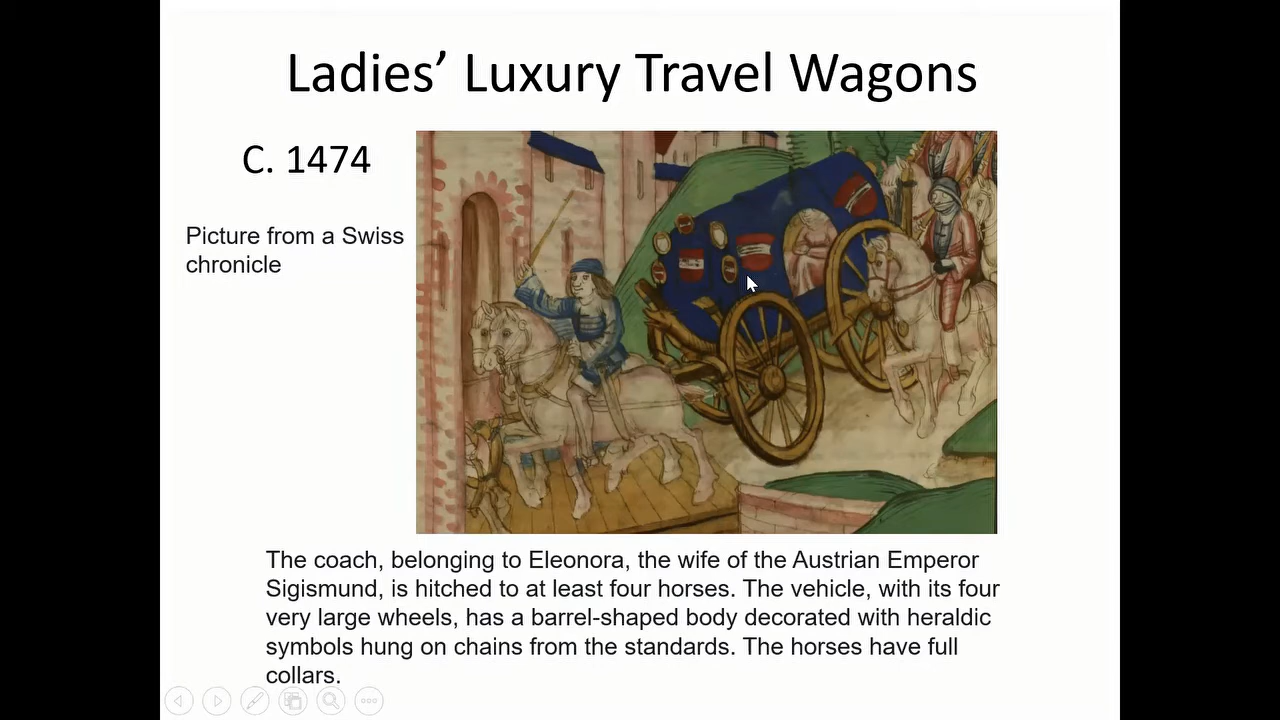 Ladies’ Luxury Travel Wagons
C. 1474
Picture from a Swiss
chronicle
The coach, belonging to Eleonora, the wife of the Austrian Emperor
Sigismund, is hitched to at least four horses. The vehicle, with its four
very large wheels, has a barrel-shaped body decorated with heraldic
symbols hung on chains from the standards. The horses have full
collars.